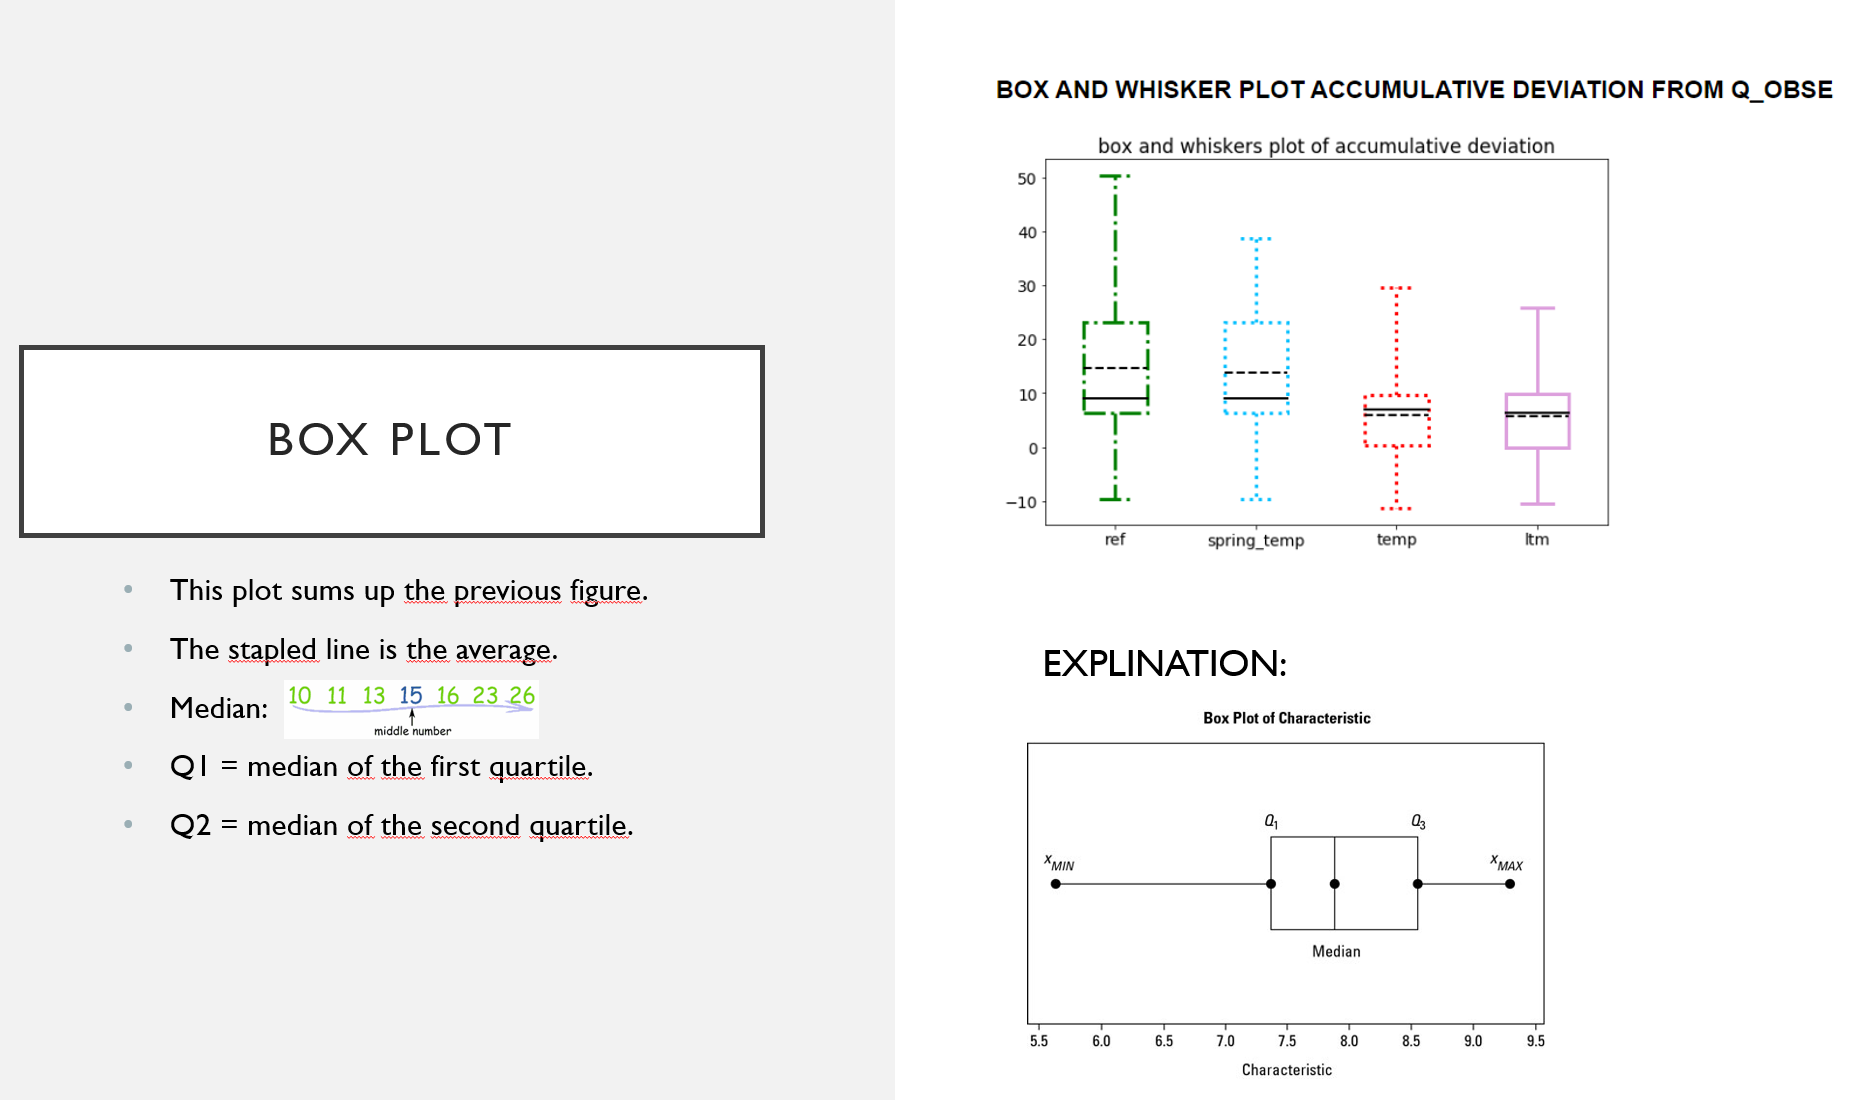 BOX PLOT
• This plot sums up the previous figure.
• The stapled line is the average.
• Median:
10 11 13 15 16 23 26
middle number
• Q1 = median of the first quartile.
• Q2 = median of the second quartile.
BOX AND WHISKER PLOT ACCUMULATIVE DEVIATION FROM Q_OBSE
box and whiskers plot of accumulative deviation
50
40
30
20
10
0
−10
ref spring_temp temp ltm
EXPLINATION:
Box Plot of Characteristic
Q1 Q3
xMIN xMAX
Median
5.5 6.0 6.5 7.0 7.5 8.0 8.5 9.0 9.5
Characteristic